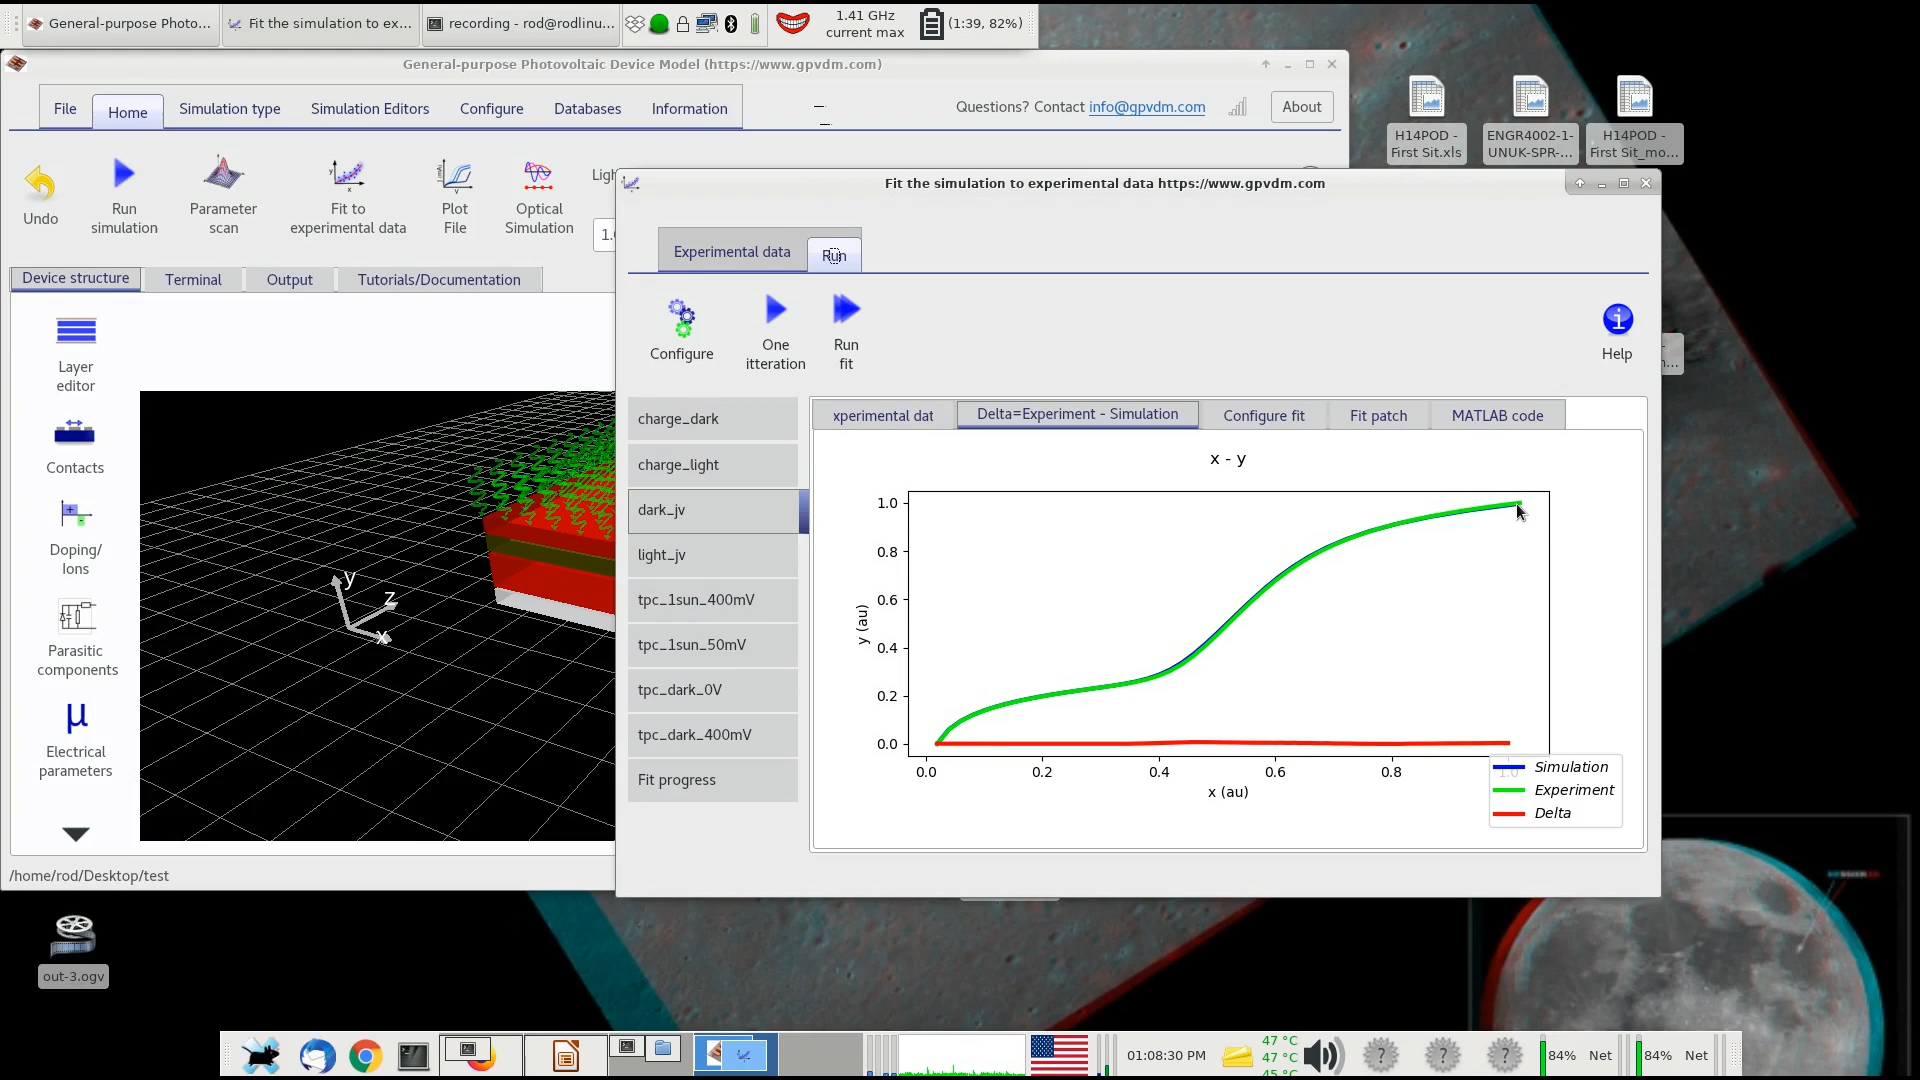 General-purpose Photo...
Fit the simulation to ex...
recording - rod@rodlinu...
1.41 GHz
current max
(1:39, 82%)
General-purpose Photovoltaic Device Model (https://www.gpvdm.com)
File
Home
Simulation type
Simulation Editors
Configure
Databases
Information
Questions? Contact info@gpvdm.com
About
H14POD -
First Sit.xls
ENGR4002-1-
UNUK-SPR-...
H14POD -
First Sit_mo...
Undo
Run
simulation
Parameter
scan
Fit to
experimental data
Plot
File
Optical
Simulation
Fit the simulation to experimental data https://www.gpvdm.com
Experimental data
Run
Device structure
Terminal
Output
Tutorials/Documentation
Configure
One
itteration
Run
fit
Help
Layer
editor
Contacts
Doping/
Ions
Parasitic
components
μ
Electrical
parameters
y
z
x
charge_dark
charge_light
dark_jv
light_jv
tpc_1sun_400mV
tpc_1sun_50mV
tpc_dark_0V
tpc_dark_400mV
Fit progress
xperimental dat
Delta=Experiment - Simulation
Configure fit
Fit patch
MATLAB code
x - y
1.0
0.8
0.6
0.4
0.2
0.0
y (au)
0.0
0.2
0.4
0.6
0.8
1.0
x (au)
Simulation
Experiment
Delta
/home/rod/Desktop/test
out-3.ogv
01:08:30 PM
47 °C
47 °C
45 °C
84%
Net
84%
Net